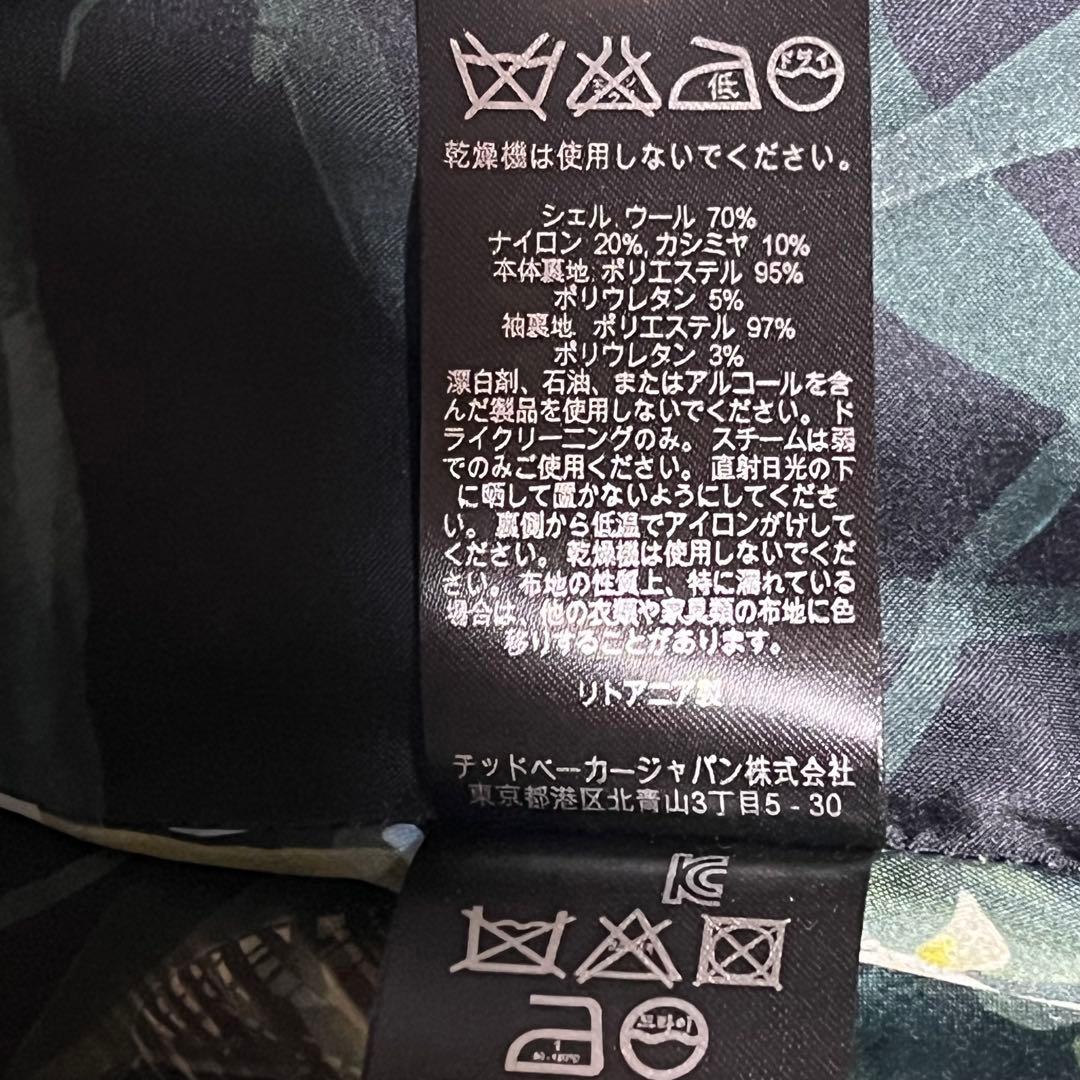 低 ドライ
乾燥機は使用しないでください。
シェル ウール 70%
ナイロン 20%, カシミヤ 10%
本体裏地 ポリエステル 95%
ポリウレタン 5%
袖裏地 ポリエステル 97%
ポリウレタン 3%
漂白剤、石油、またはアルコールを含
んだ製品を使用しないでください。ド
ライクリーニングのみ。 スチームは弱
でのみご使用ください。 直射日光の下
に晒して置かないようにしてくださ
い。 裏側から低温でアイロンがけして
ください。 乾燥機は使用しないでくだ
さい。 布地の性質上、特に濡れている
場合は、他の衣類や家具類の布地に色
移りすることがあります。
リトアニア製
テッドベーカージャパン株式会社
東京都港区北青山3丁目5 - 30
KC
드라이